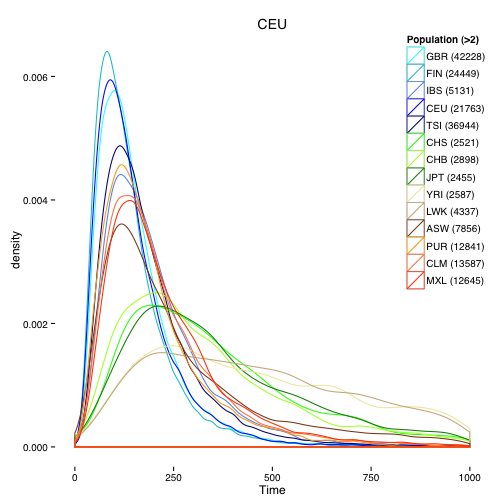 CEU
Population (>2)
GBR (42228)
FIN (24449)
IBS (5131)
CEU (21763)
TSI (36944)
CHS (2521)
CHB (2898)
JPT (2455)
YRI (2587)
LWK (4337)
ASW (7856)
PUR (12841)
CLM (13587)
MXL (12645)
density
0.006
0.004
0.002
0.000
0 250 500 750 1000
Time